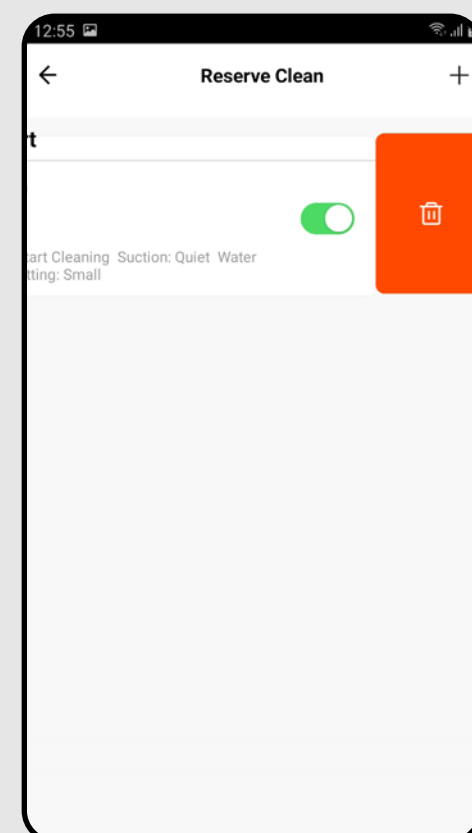 12:55
Reserve Clean
t
art Cleaning Suction: Quiet Water
tting: Small